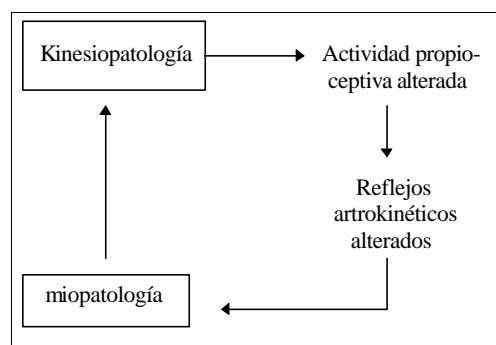 Kinesiopatología
Actividad propio-
ceptiva alterada
Reflejos
artrokinéticos
alterados
miopatología